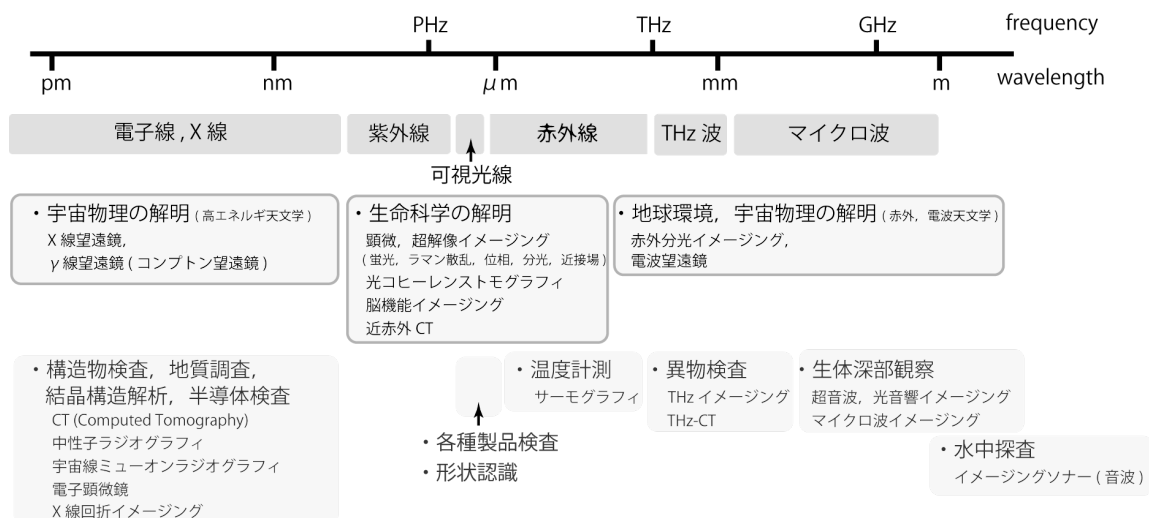 PHz THz GHz frequency
pm nm μm mm m wavelength
電子線 , X 線 紫外線 赤外線 THz 波 マイクロ波
可視光線
・宇宙物理の解明 ( 高エネルギ天文学 )
X 線望遠鏡,
γ線望遠鏡 ( コンプトン望遠鏡 )
・生命科学の解明
顕微，超解像イメージング
( 蛍光，ラマン散乱，位相，分光，近接場 )
光コヒーレンストモグラフィ
脳機能イメージング
近赤外 CT
・地球環境，宇宙物理の解明 ( 赤外，電波天文学 )
赤外分光イメージング，
電波望遠鏡
・構造物検査，地質調査，
結晶構造解析，半導体検査
CT (Computed Tomography)
中性子ラジオグラフィ
宇宙線ミューオンラジオグラフィ
電子顕微鏡
X 線回折イメージング
・各種製品検査
・形状認識
・温度計測
サーモグラフィ
・異物検査
THz イメージング
THz-CT
・生体深部観察
超音波，光音響イメージング
マイクロ波イメージング
・水中探査
イメージングソナー ( 音波 )